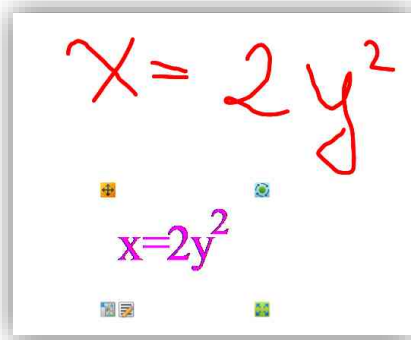 x = 2y²
x=2y²